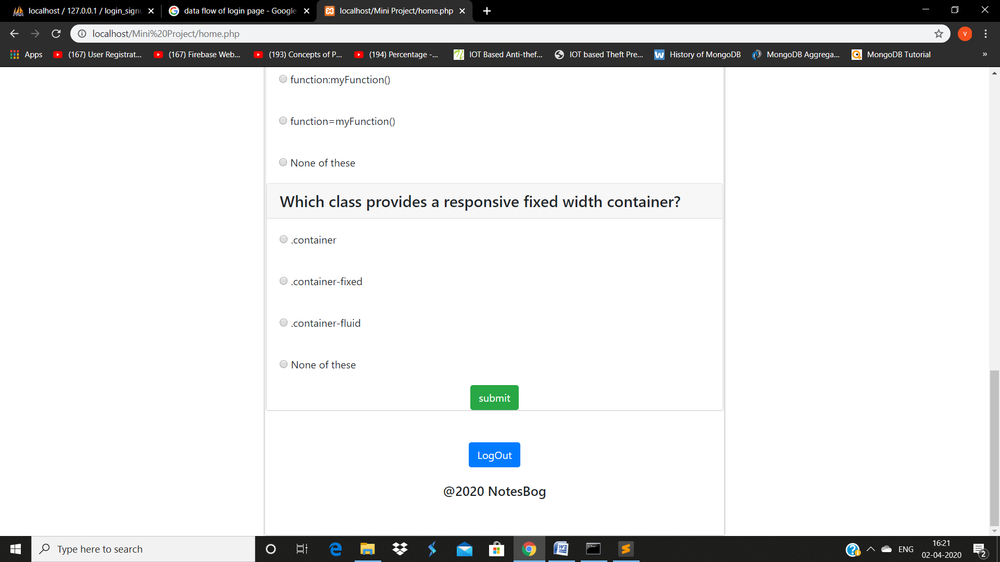 localhost / 127.0.0.1 / login_signu
data flow of login page - Google
localhost/Mini Project/home.php
localhost/Mini%20Project/home.php
V
Apps
(167) User Registrat...
(167) Firebase Web...
(193) Concepts of P...
(194) Percentage -...
IOT Based Anti-thef...
IOT based Theft Pre...
History of MongoDB
MongoDB Aggrega...
MongoDB Tutorial
»
function:myFunction()
function=myFunction()
None of these
Which class provides a responsive fixed width container?
.container
.container-fixed
.container-fluid
None of these
submit
LogOut
@2020 NotesBog
Type here to search
ENG
16:21
02-04-2020
2